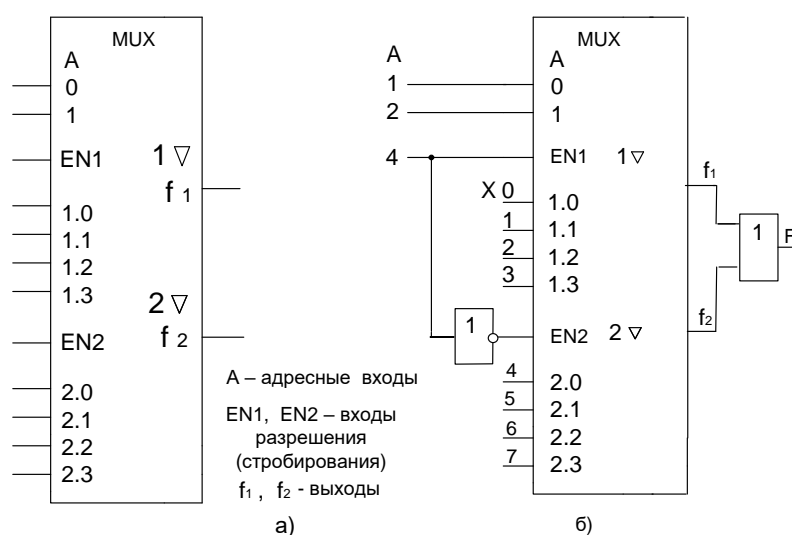 MUX
A
0
1
EN1
1 ▽
f 1
1.0
1.1
1.2
1.3
2 ▽
f 2
EN2
2.0
2.1
2.2
2.3
А – адресные входы
EN1, EN2 – входы
разрешения
(стробирования)
f1 , f2 - выходы
а)
MUX
A
A
1
0
2
1
4
EN1
1 ▽
f1
X 0
1.0
1
1.1
2
1.2
3
1.3
1
F
1
EN2
2 ▽
f2
4
2.0
5
2.1
6
2.2
7
2.3
б)